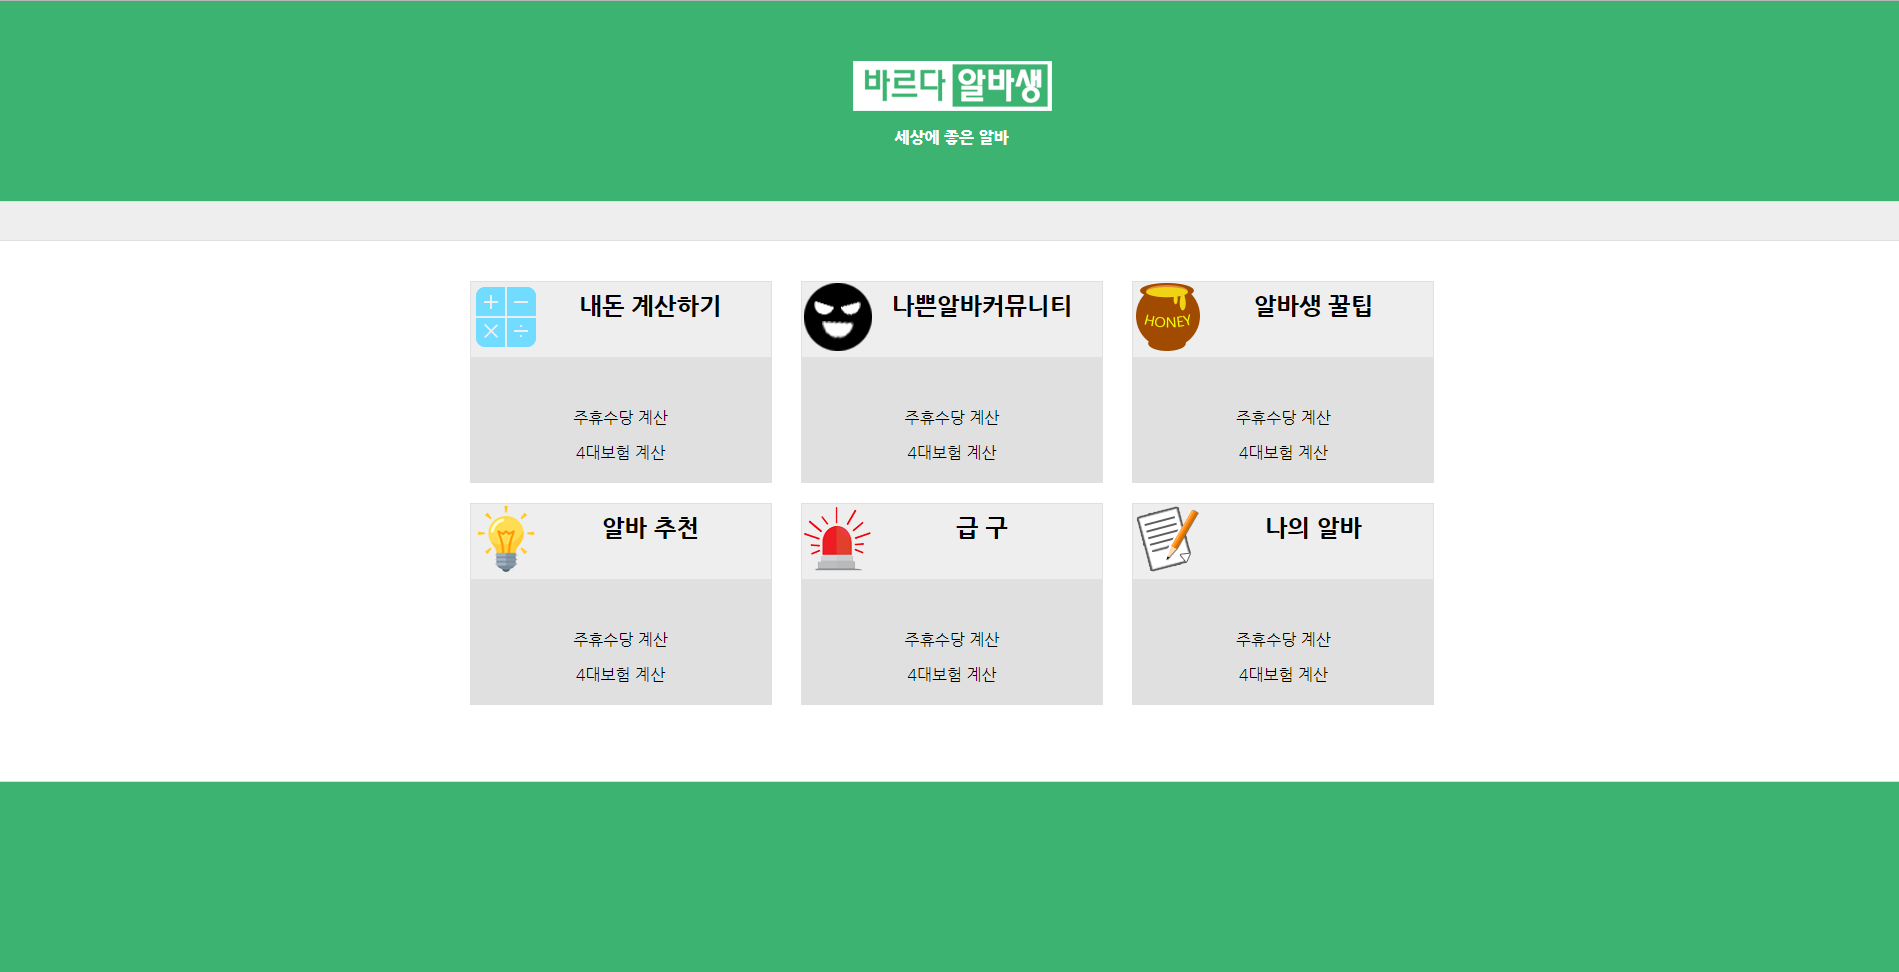 바르다 알바생
세상에 좋은 알바
내돈 계산하기
주휴수당 계산
4대보험 계산
나쁜알바커뮤니티
주휴수당 계산
4대보험 계산
HONEY
알바생 꿀팁
주휴수당 계산
4대보험 계산
알바 추천
주휴수당 계산
4대보험 계산
급 구
주휴수당 계산
4대보험 계산
나의 알바
주휴수당 계산
4대보험 계산